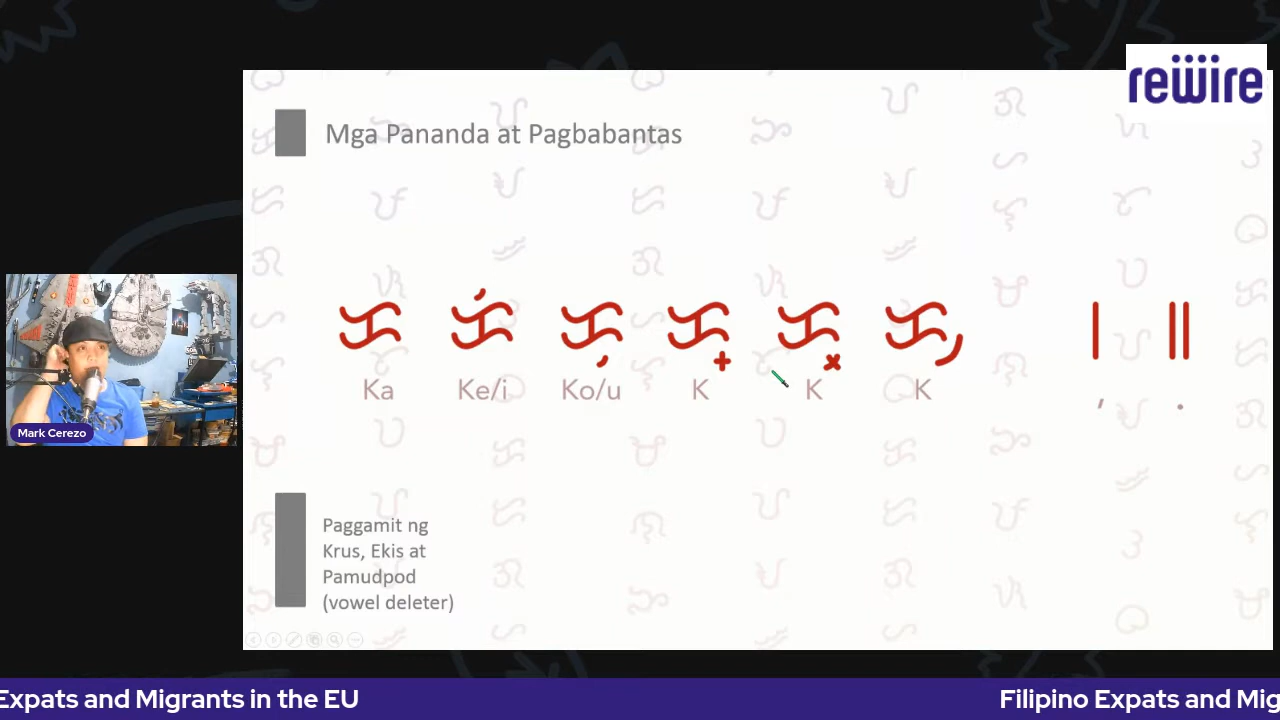 rewire
Mga Pananda at Pagbabantas
ᜃ ᜃᜒ ᜃᜓ ᜃ᜔ ᜃ᜔ ᜃ᜕ ᜵ ᜶
Ka Ke/i Ko/u K K K , .
Mark Cerezo
Paggamit ng
Krus, Ekis at
Pamudpod
(vowel deleter)
Expats and Migrants in the EU
Filipino Expats and Mig